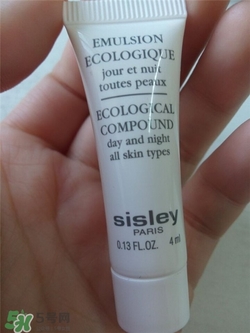 EMULSION
ECOLOGIQUE
jour et nuit
toutes peaux
ECOLOGICAL
COMPOUND
day and night
all skin types
sisley
PARIS
0.13 FL.OZ. 4 ml